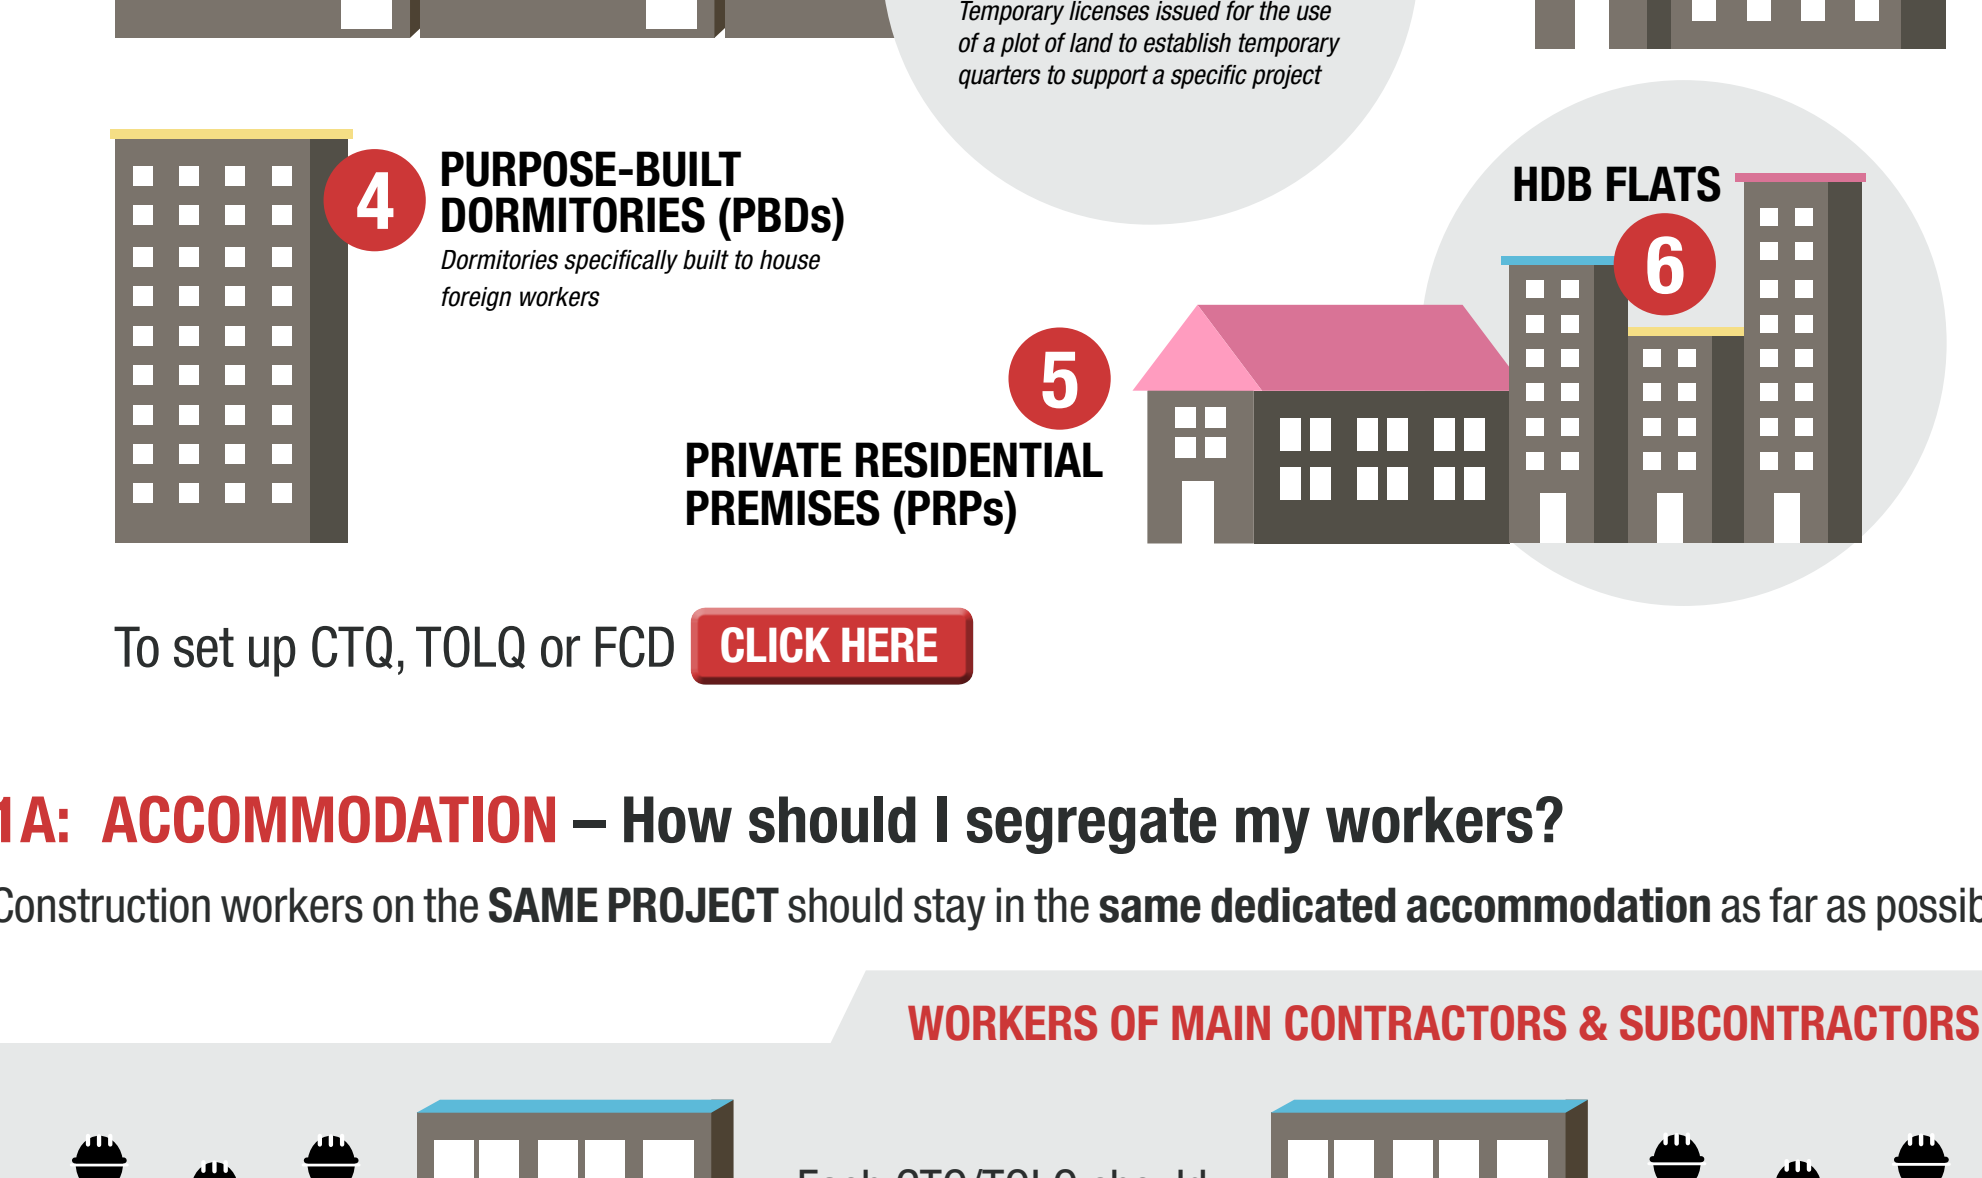 Temporary licenses issued for the use
of a plot of land to establish temporary
quarters to support a specific project
4
PURPOSE-BUILT
DORMITORIES (PBDs)
Dormitories specifically built to house
foreign workers
HDB FLATS
6
5
PRIVATE RESIDENTIAL
PREMISES (PRPs)
To set up CTQ, TOLQ or FCD CLICK HERE
1A: ACCOMMODATION – How should I segregate my workers?
Construction workers on the SAME PROJECT should stay in the same dedicated accommodation as far as possib
WORKERS OF MAIN CONTRACTORS & SUBCONTRACTORS
Each CTQ/TOLQ should